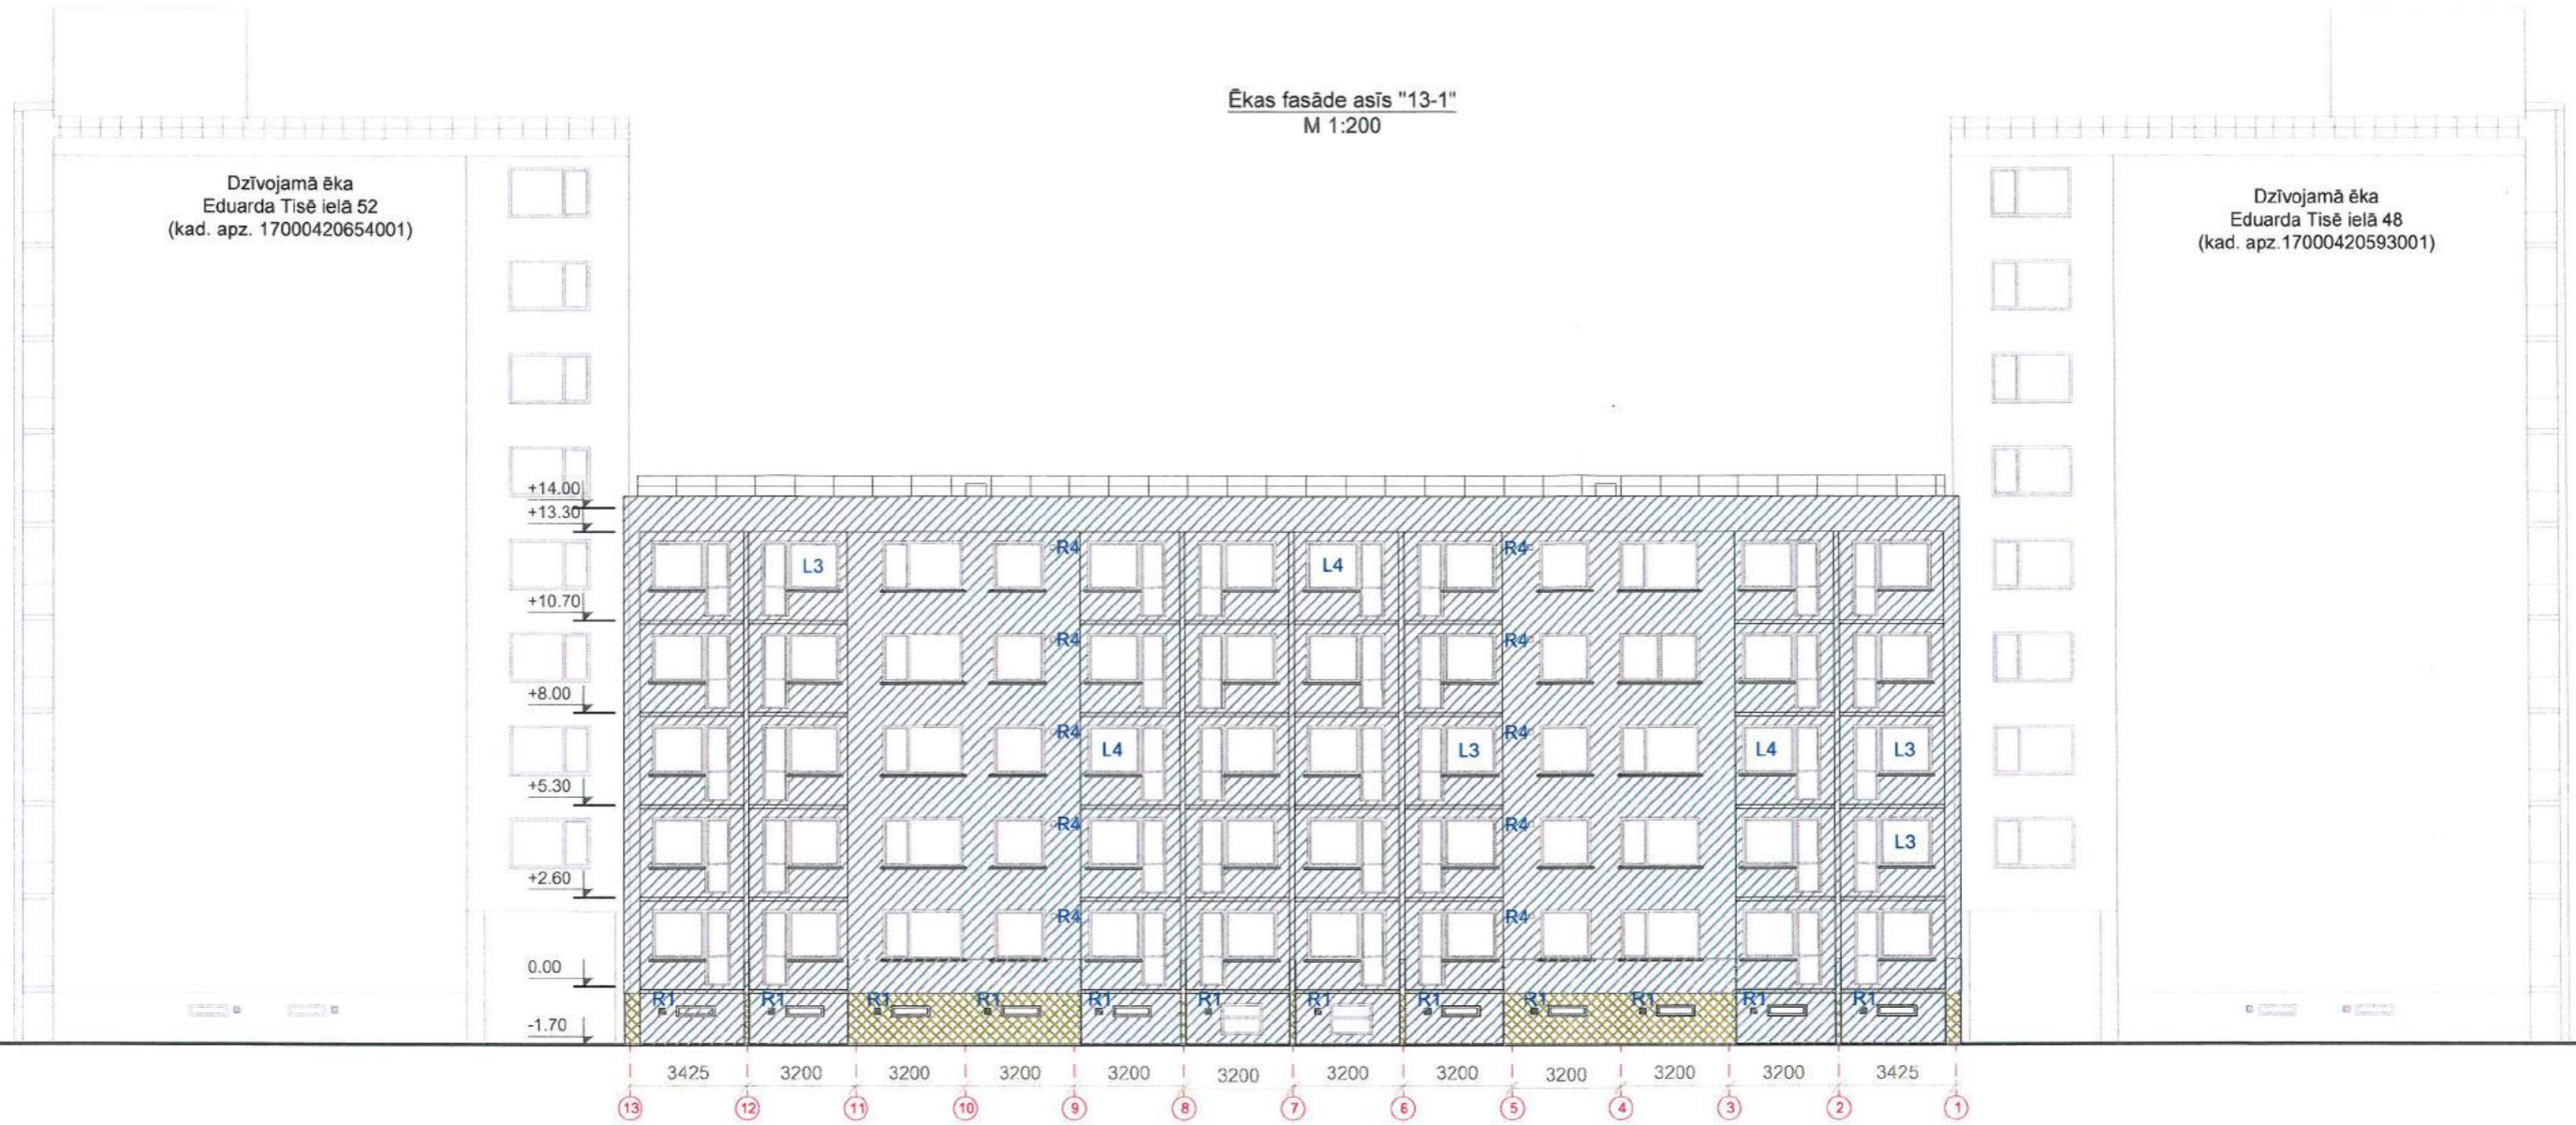 Ēkas fasāde asīs "13-1"
M 1:200
Dzīvojamā ēka
Eduarda Tisē ielā 52
(kad. apz. 17000420654001)
Dzīvojamā ēka
Eduarda Tisē ielā 48
(kad. apz.17000420593001)
+14.00
+13.30
R4 R4
L3 L4
+10.70
R4 R4
+8.00
R4 R4
L4 L3 L4 L3
+5.30
R4 R4
L3
+2.60
R4 R4
0.00
R1 R1 R1 R1 R1 R1 R1 R1 R1 R1 R1 R1
-1.70
3425 3200 3200 3200 3200 3200 3200 3200 3200 3200 3200 3425
13 12 11 10 9 8 7 6 5 4 3 2 1